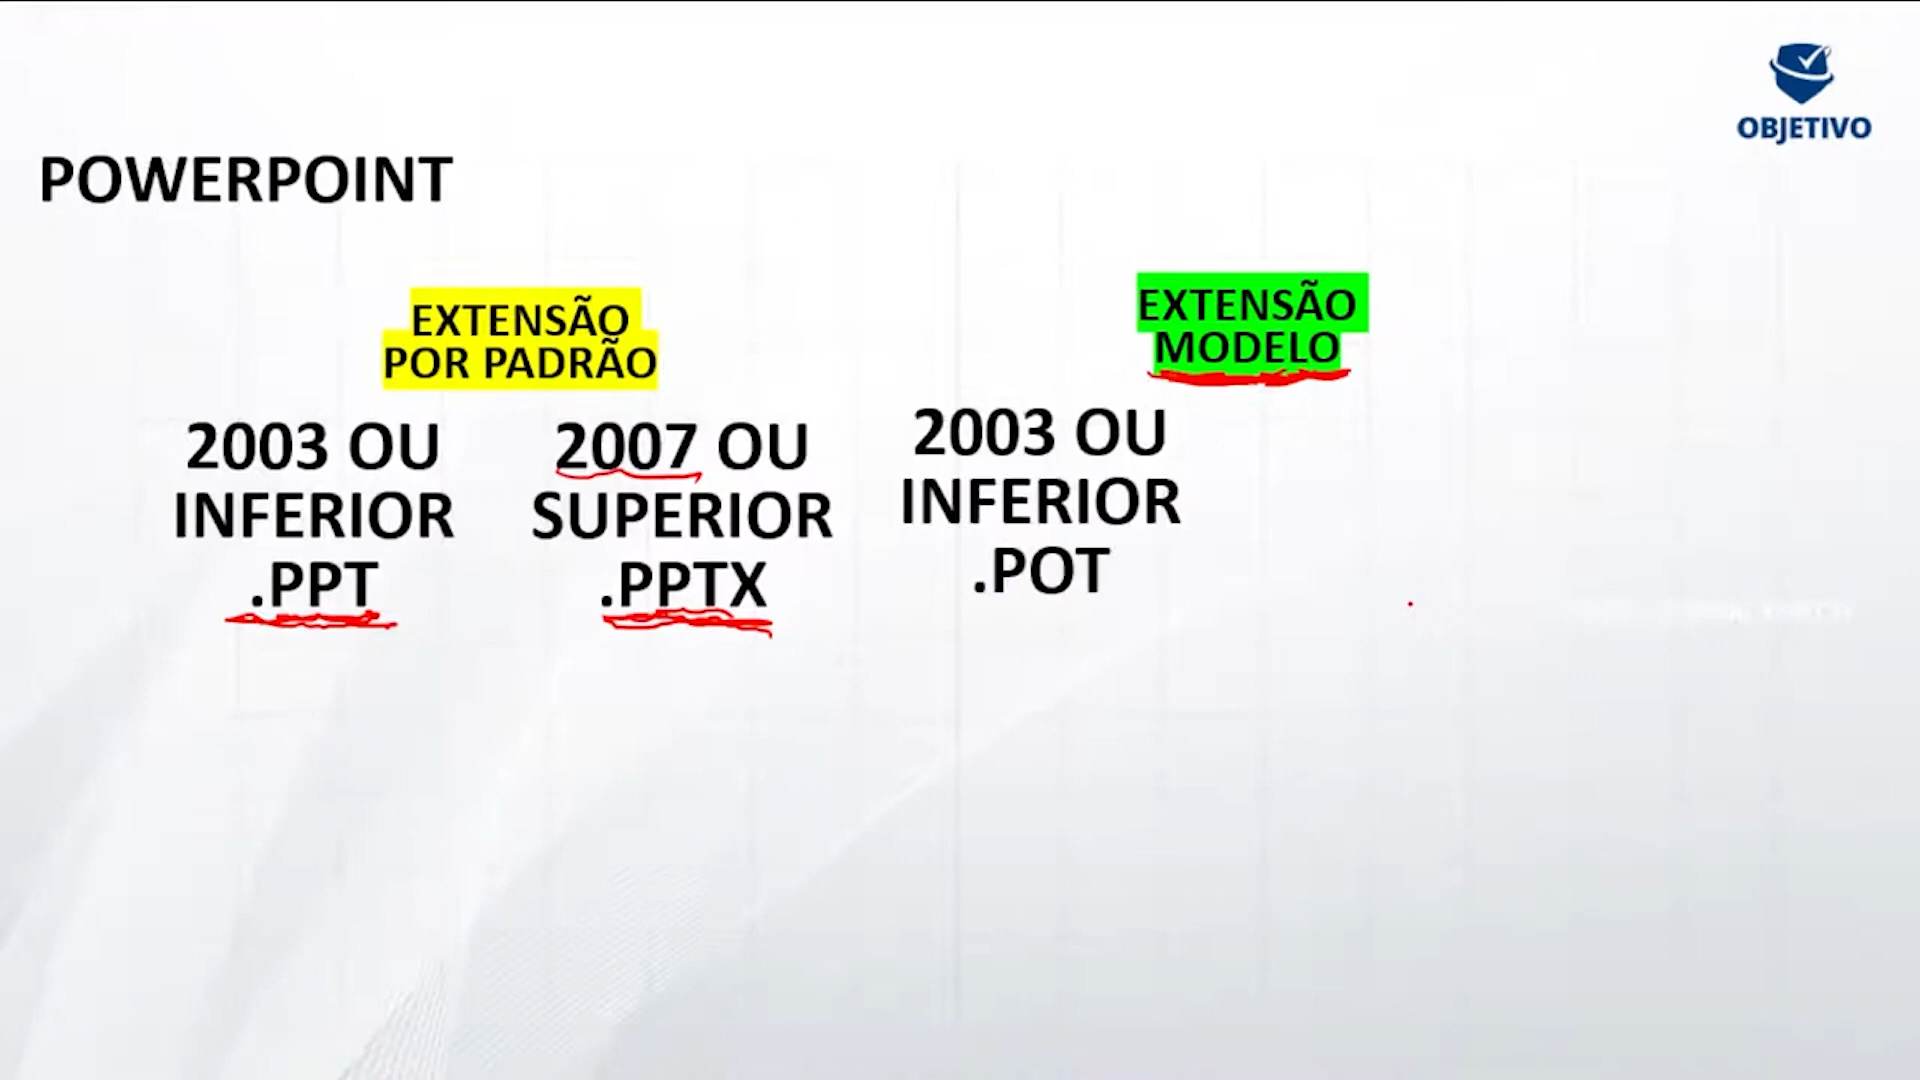 OBJETIVO
POWERPOINT
EXTENSÃO
POR PADRÃO
2003 OU
INFERIOR
.PPT
2007 OU
SUPERIOR
.PPTX
EXTENSÃO
MODELO
2003 OU
INFERIOR
.POT